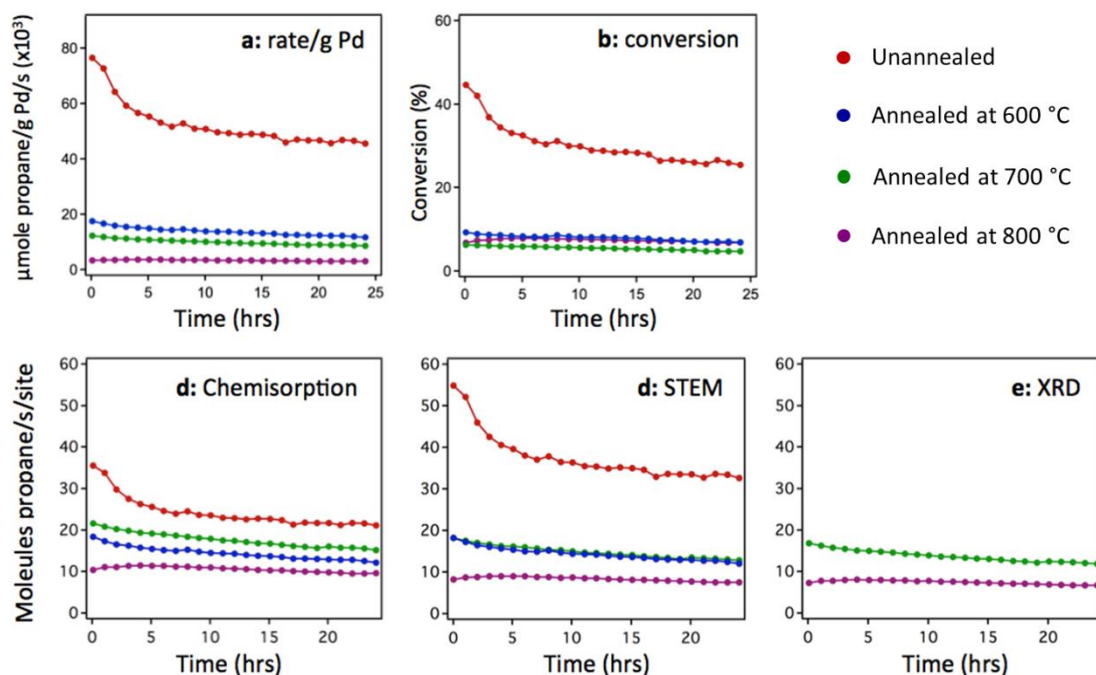 a: rate/g Pd
µmole propane/g Pd/s (x10³)
80
60
40
20
0
0 5 10 15 20 25
Time (hrs)
b: conversion
Conversion (%)
60
40
20
0
0 5 10 15 20 25
Time (hrs)
Unannealed
Annealed at 600 °C
Annealed at 700 °C
Annealed at 800 °C
Moleules propane/s/site
d: Chemisorption
60
50
40
30
20
10
0
0 5 10 15 20
Time (hrs)
d: STEM
60
50
40
30
20
10
0
0 5 10 15 20
Time (hrs)
e: XRD
60
50
40
30
20
10
0
0 5 10 15 20
Time (hrs)